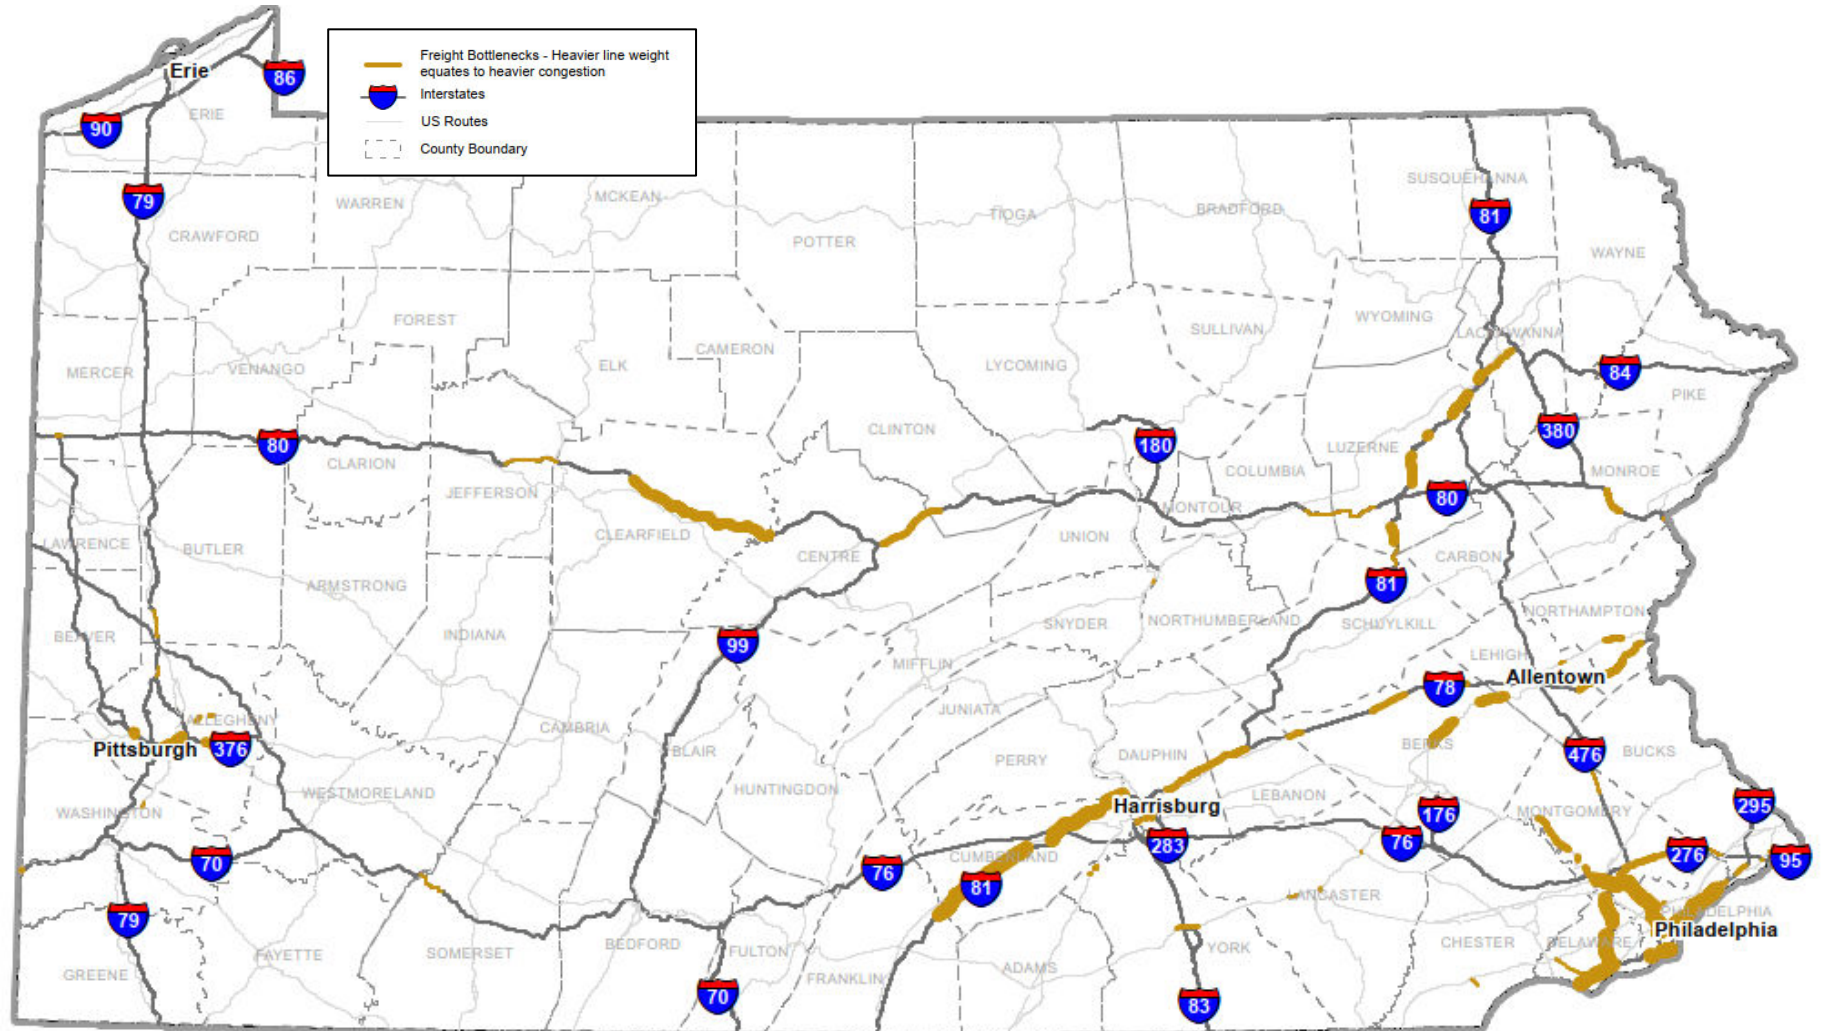 Freight Bottlenecks - Heavier line weight
equates to heavier congestion
Interstates
US Routes
County Boundary
Erie
86
90
ERIE
79
WARREN
MCKEAN
SUSQUEHANNA
81
CRAWFORD
POTTER
TIOGA
BRADFORD
WAYNE
FOREST
WYOMING
SULLIVAN
LACKAWANNA
CAMERON
ELK
LYCOMING
MERCER
VENANGO
84
PIKE
CLINTON
380
80
180
LUZERNE
CLARION
COLUMBIA
MONROE
JEFFERSON
80
MONTOUR
CLEARFIELD
UNION
LAWRENCE
BUTLER
CENTRE
CARBON
ARMSTRONG
81
NORTHAMPTON
BEAVER
INDIANA
99
SNYDER
NORTHUMBERLAND
SCHUYLKILL
MIFFLIN
LEHIGH
Allentown
78
JUNIATA
ALLEGHENY
CAMBRIA
Pittsburgh
376
BLAIR
PERRY
DAUPHIN
BERKS
476
BUCKS
HUNTINGDON
WESTMORELAND
LEBANON
WASHINGTON
Harrisburg
176
MONTGOMERY
295
283
76
276
95
70
76
CUMBERLAND
81
LANCASTER
79
PHILADELPHIA
Philadelphia
BEDFORD
FULTON
YORK
CHESTER
DELAWARE
FAYETTE
SOMERSET
GREENE
FRANKLIN
ADAMS
70
83